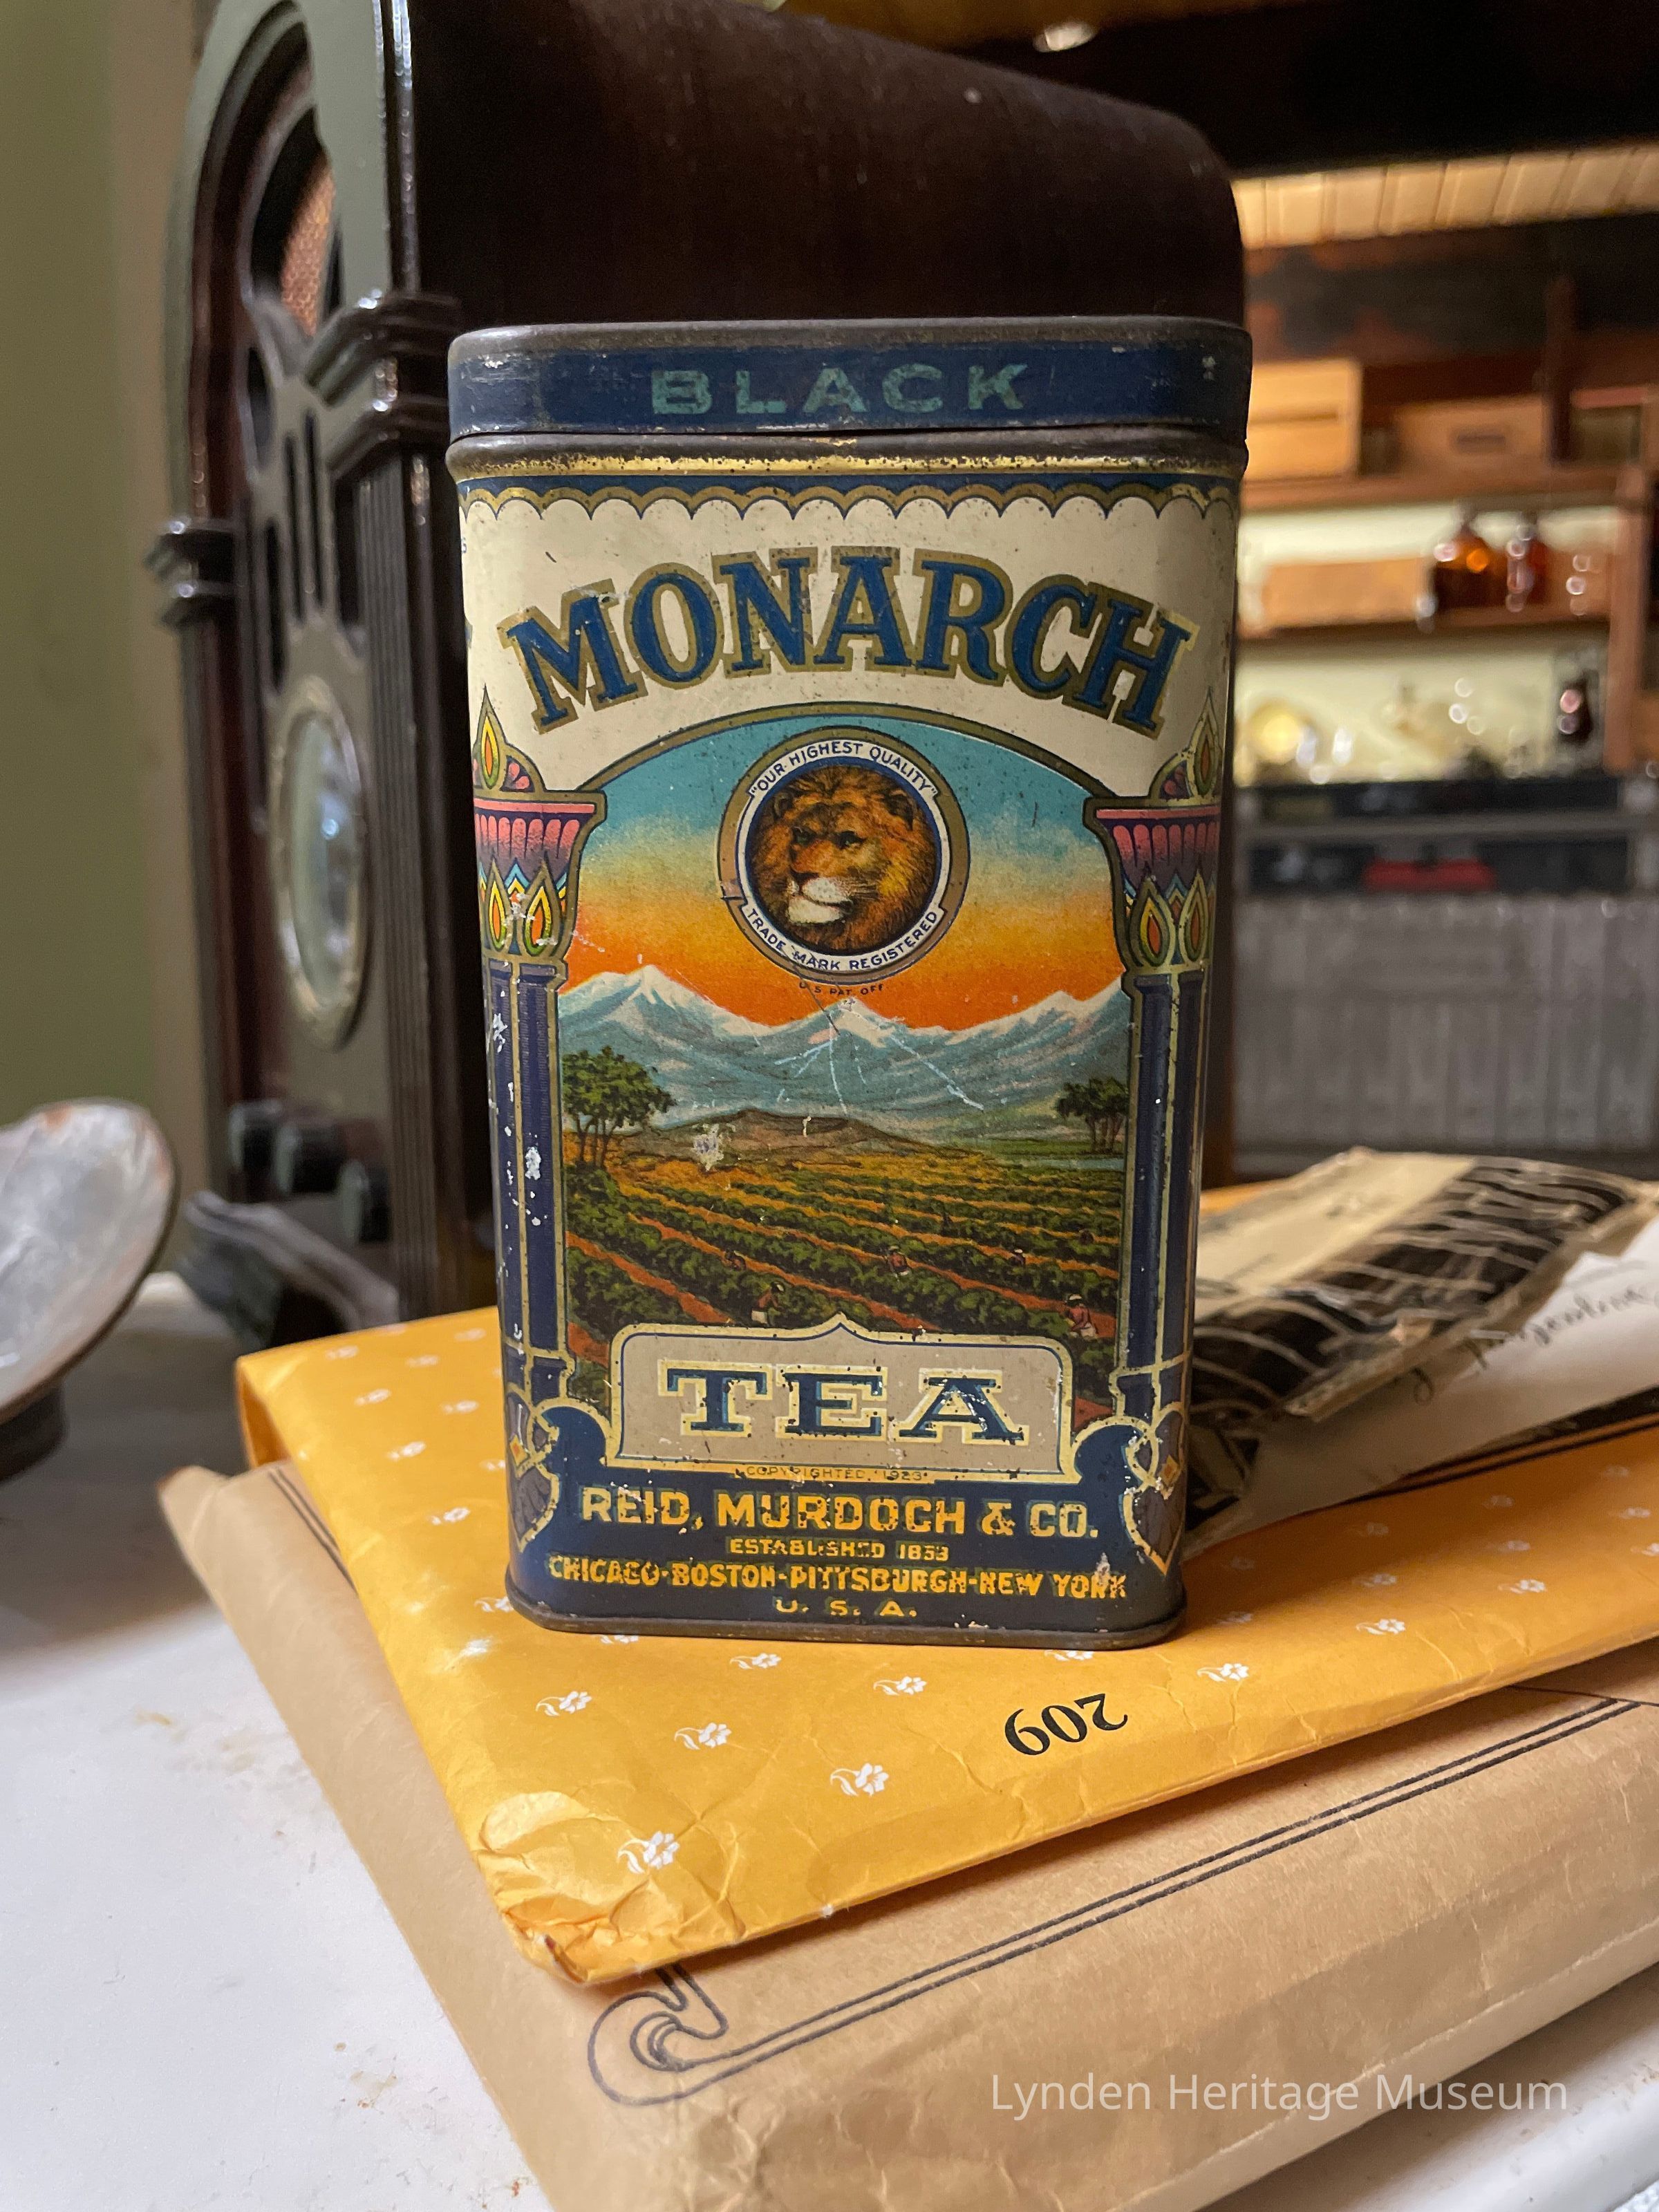 BLACK
MONARCH
"OUR HIGHEST QUALITY"
TRADE MARK REGISTERED
U.S. PAT. OFF.
TEA
COPYRIGHTED, 1923.
REID, MURDOCH & CO.
ESTABLISHED 1853
CHICAGO-BOSTON-PITTSBURGH-NEW YORK
U. S. A.
209
Lynden Heritage Museum